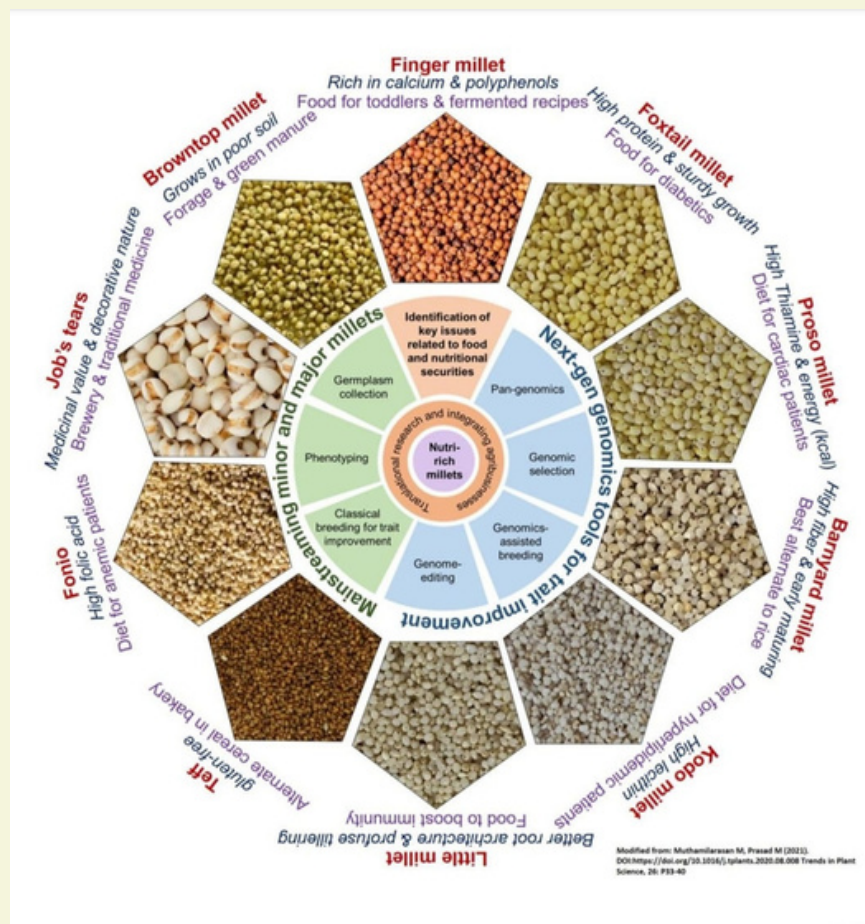 Finger millet
Rich in calcium & polyphenols
Food for toddlers & fermented recipes
Foxtail millet
High protein & sturdy growth
Food for diabetics
Proso millet
High Thiamine & energy (kcal)
Diet for cardiac patients
Barnyard millet
High fiber & early maturing
Best alternate to rice
Kodo millet
High lecithin
Diet for hyperlipidemic patients
Little millet
Better root architecture & profuse tillering
Food to boost immunity
Teff
gluten-free
Alternate cereal in bakery
Fonio
High folic acid
Diet for anemic patients
Job's tears
Medicinal value & decorative nature
Brewery & traditional medicine
Browntop millet
Grows in poor soil
Forage & green manure
Mainstreaming minor and major millets
Next-gen genomics tools for trait improvement
Identification of
key issues
related to food
and nutritional
securities
Pan-genomics
Genomic
selection
Genomics-
assisted
breeding
Genome-
editing
Classical
breeding for trait
improvement
Phenotyping
Germplasm
collection
Translational research and integrating agribusinesses
Nutri-
rich
millets
Modified from: Muthamilarasan M, Prasad M (2021).
DOI:https://doi.org/10.1016/j.tplants.2020.08.008 Trends in Plant
Science, 26: P33-40